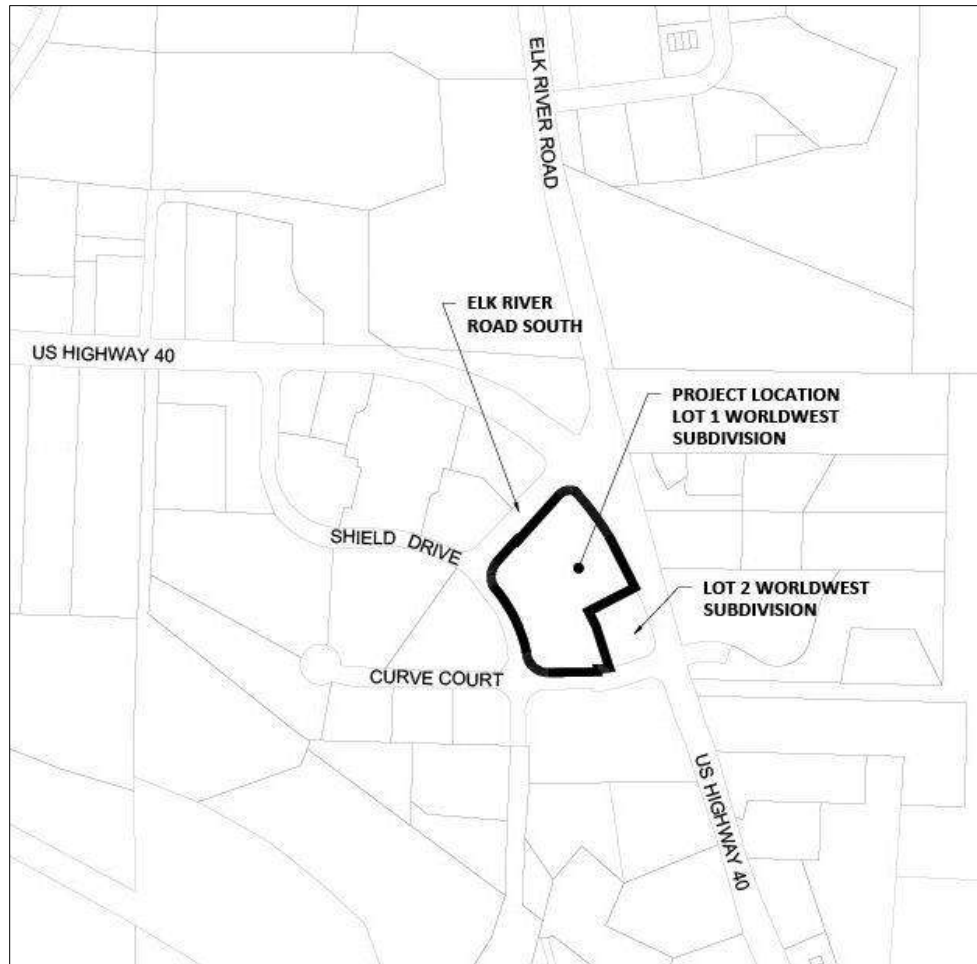 ELK RIVER ROAD
ELK RIVER
ROAD SOUTH
US HIGHWAY 40
PROJECT LOCATION
LOT 1 WORLDWEST
SUBDIVISION
SHIELD DRIVE
LOT 2 WORLDWEST
SUBDIVISION
CURVE COURT
US HIGHWAY 40